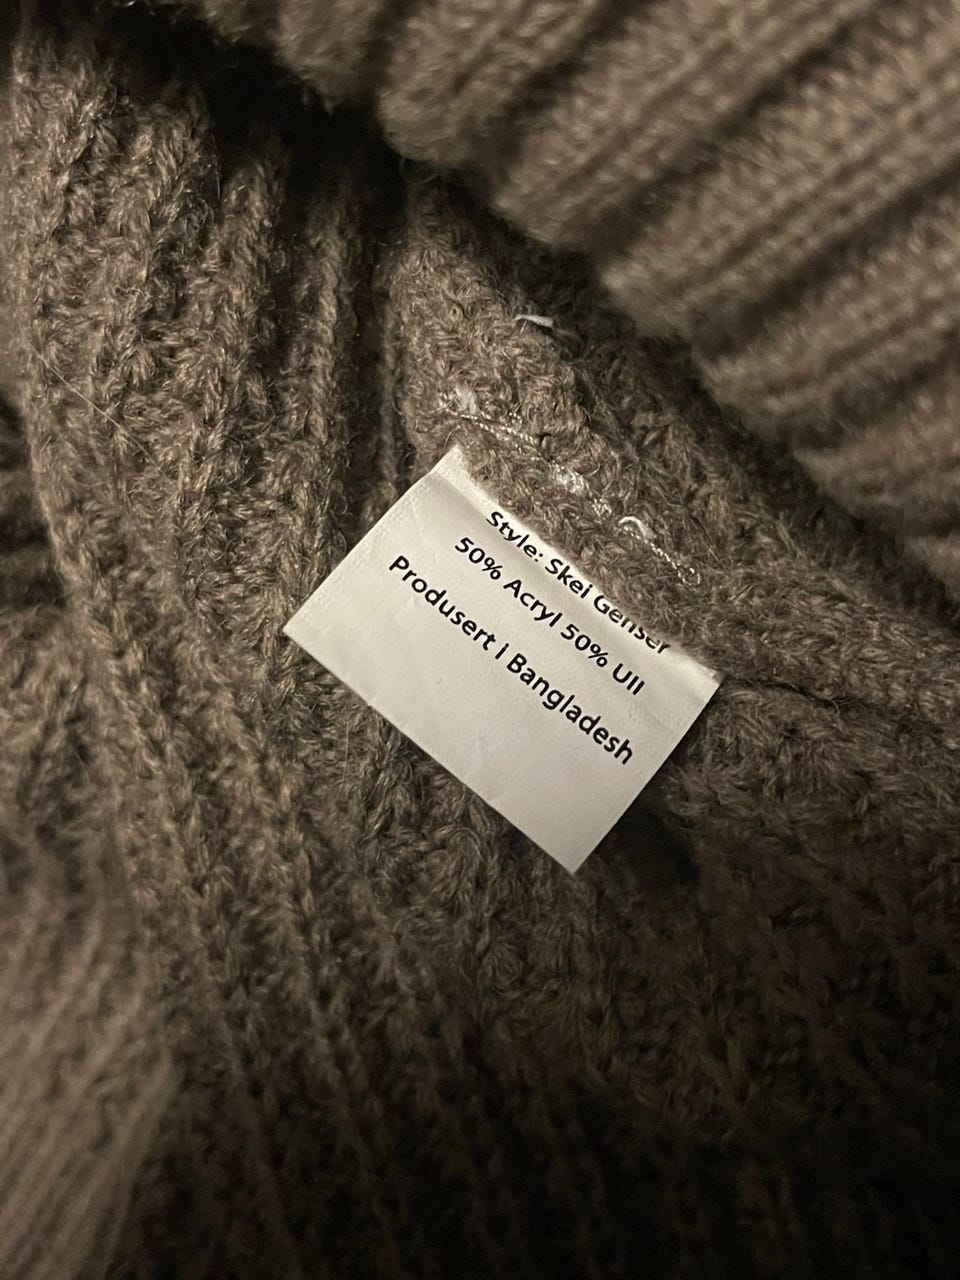 Style: Skei Genser
50% Acryl 50% Ull
Produsert i Bangladesh